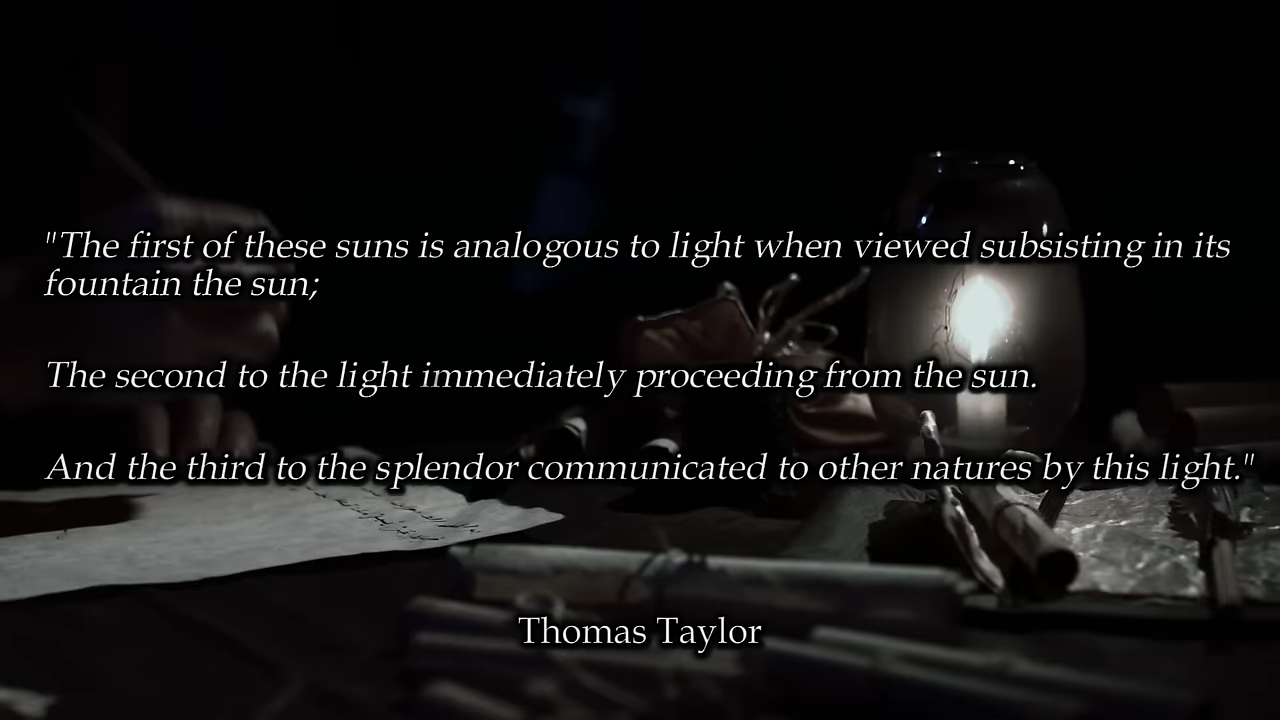 "The first of these suns is analogous to light when viewed subsisting in its
fountain the sun;
The second to the light immediately proceeding from the sun.
And the third to the splendor communicated to other natures by this light."
Thomas Taylor